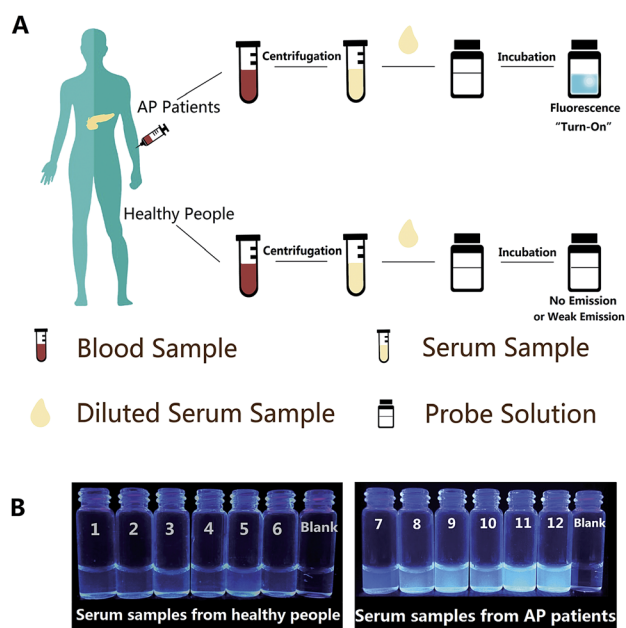 A
AP Patients
Centrifugation
Incubation
Fluorescence
"Turn-On"
Healthy People
Centrifugation
Incubation
No Emission
or Weak Emission
Blood Sample
Serum Sample
Diluted Serum Sample
Probe Solution
B
1 2 3 4 5 6 Blank
Serum samples from healthy people
7 8 9 10 11 12 Blank
Serum samples from AP patients